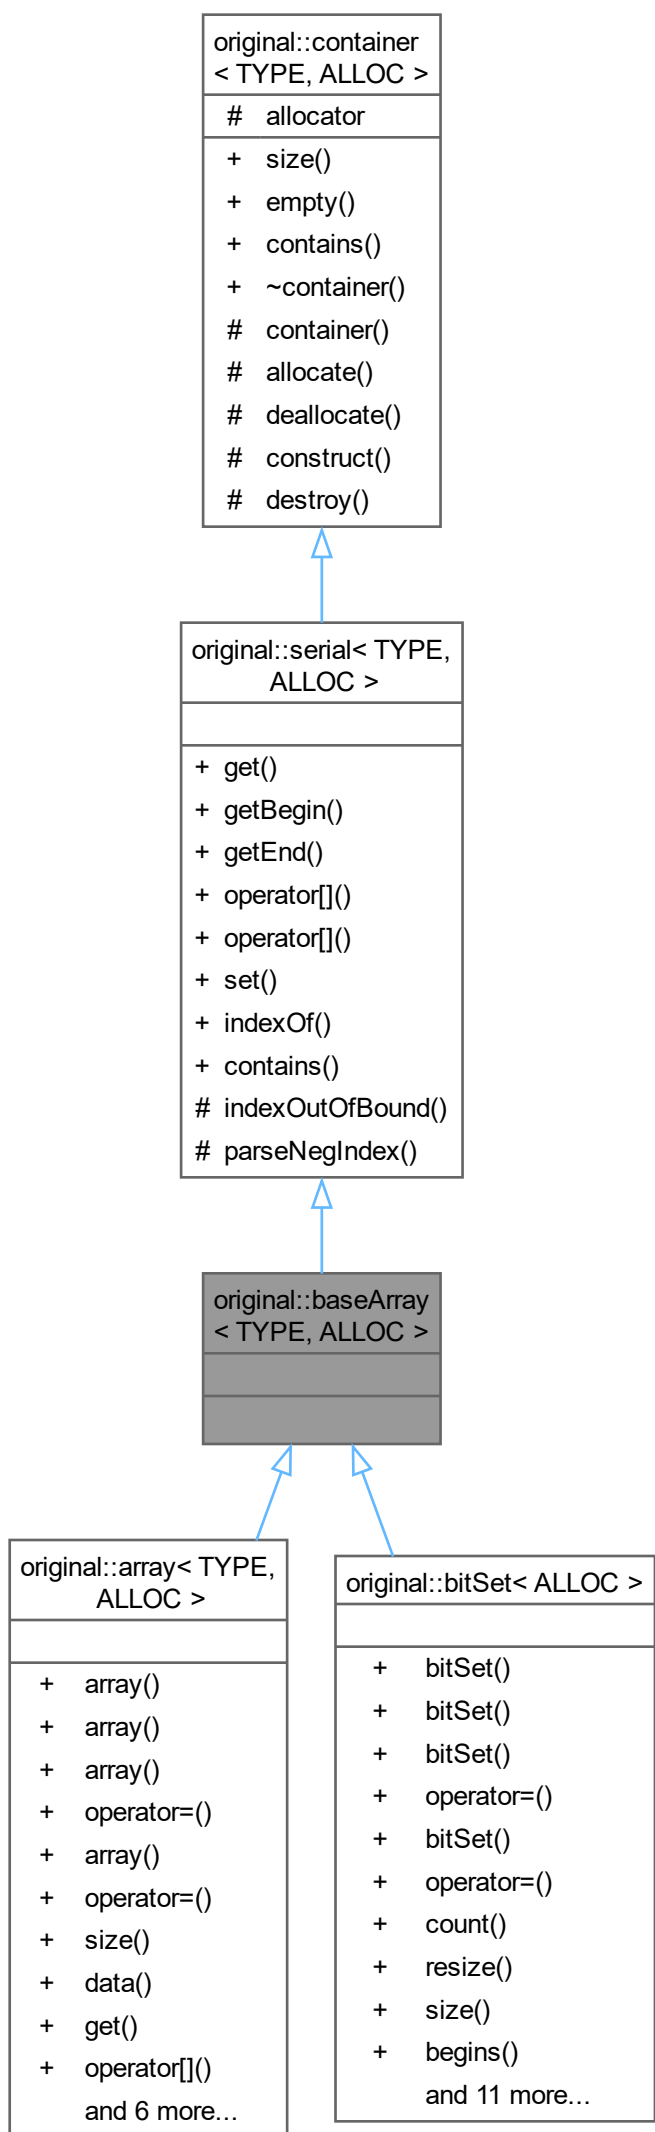 original::container
< TYPE, ALLOC >
# allocator
+ size()
+ empty()
+ contains()
+ ~container()
# container()
# allocate()
# deallocate()
# construct()
# destroy()
original::serial< TYPE,
ALLOC >
+ get()
+ getBegin()
+ getEnd()
+ operator[]()
+ operator[]()
+ set()
+ indexOf()
+ contains()
# indexOutOfBound()
# parseNegIndex()
original::baseArray
< TYPE, ALLOC >
original::array< TYPE,
ALLOC >
+ array()
+ array()
+ array()
+ operator=()
+ array()
+ operator=()
+ size()
+ data()
+ get()
+ operator[]()
and 6 more...
original::bitSet< ALLOC >
+ bitSet()
+ bitSet()
+ bitSet()
+ operator=()
+ bitSet()
+ operator=()
+ count()
+ resize()
+ size()
+ begins()
and 11 more...